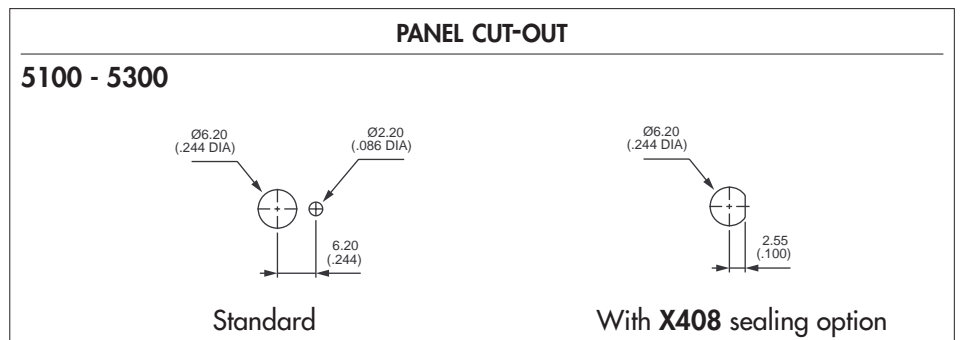 PANEL CUT-OUT
5100 - 5300
Ø6.20
(.244 DIA)
Ø2.20
(.086 DIA)
6.20
(.244)
Standard
Ø6.20
(.244 DIA)
2.55
(.100)
With X408 sealing option